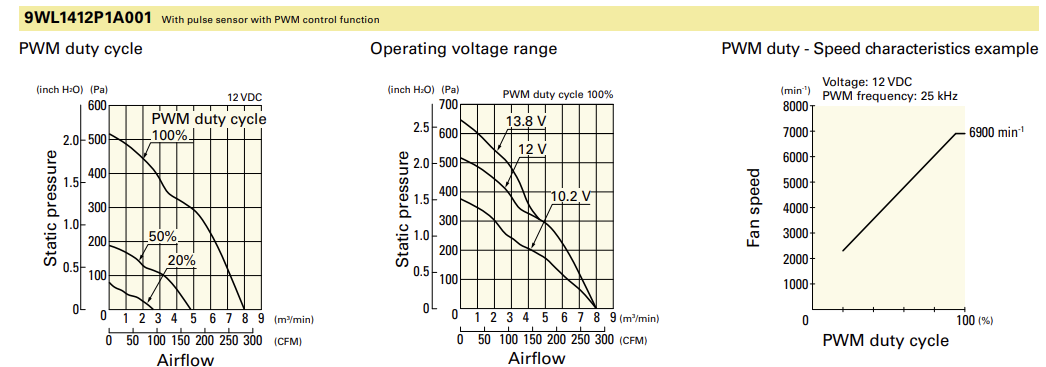 9WL1412P1A001 With pulse sensor with PWM control function
PWM duty cycle
(inch H2O) (Pa)
12 VDC
PWM duty cycle
100%
50%
20%
600
500
400
300
200
100
0
2.0
1.5
1.0
0.5
0
Static pressure
1 2 3 4 5 6 7 8 9 (m³/min)
0 50 100 150 200 250 300 (CFM)
Airflow
Operating voltage range
(inch H2O) (Pa)
PWM duty cycle 100%
13.8 V
12 V
10.2 V
700
600
500
400
300
200
100
0
2.5
2.0
1.5
1.0
0.5
0
Static pressure
1 2 3 4 5 6 7 8 9 (m³/min)
0 50 100 150 200 250 300 (CFM)
Airflow
PWM duty - Speed characteristics example
Voltage: 12 VDC
PWM frequency: 25 kHz
(min-1)
8000
7000
6000
5000
4000
3000
2000
1000
0
6900 min-1
Fan speed
100 (%)
PWM duty cycle